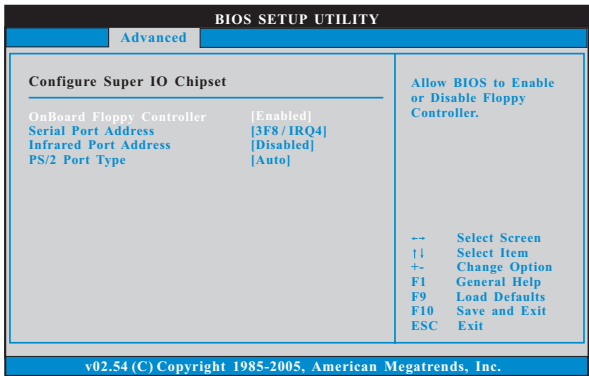 BIOS SETUP UTILITY
Advanced
Configure Super IO Chipset
OnBoard Floppy Controller [Enabled]
Serial Port Address [3F8 / IRQ4]
Infrared Port Address [Disabled]
PS/2 Port Type [Auto]
Allow BIOS to Enable
or Disable Floppy
Controller.
←→ Select Screen
↑↓ Select Item
+- Change Option
F1 General Help
F9 Load Defaults
F10 Save and Exit
ESC Exit
v02.54 (C) Copyright 1985-2005, American Megatrends, Inc.